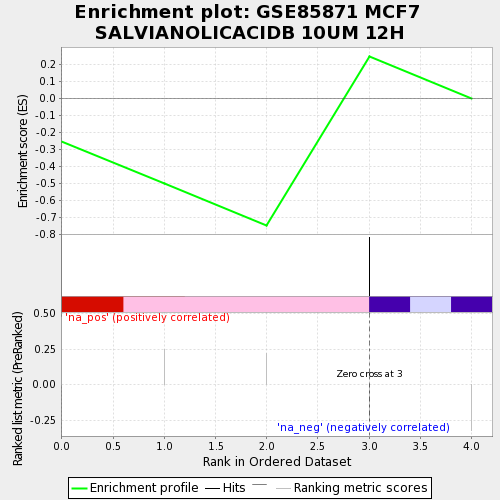 Enrichment plot: GSE85871 MCF7
SALVIANOLICACIDB 10UM 12H
Enrichment score (ES)
0.2
0.1
0.0
-0.1
-0.2
-0.3
-0.4
-0.5
-0.6
-0.7
-0.8
'na_pos' (positively correlated)
Zero cross at 3
'na_neg' (negatively correlated)
Ranked list metric (PreRanked)
0.50
0.25
0.00
-0.25
0.0 0.5 1.0 1.5 2.0 2.5 3.0 3.5 4.0
Rank in Ordered Dataset
Enrichment profile Hits Ranking metric scores